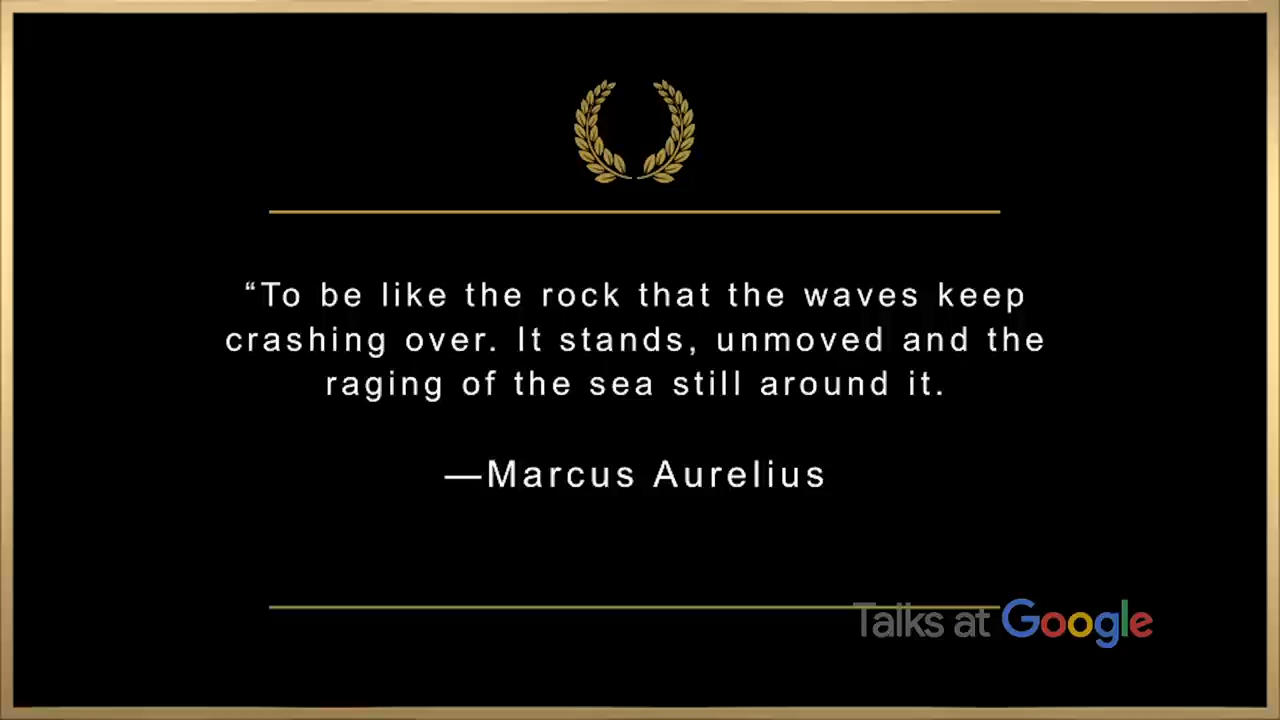 “To be like the rock that the waves keep
crashing over. It stands, unmoved and the
raging of the sea still around it.
—Marcus Aurelius
Talks at Google